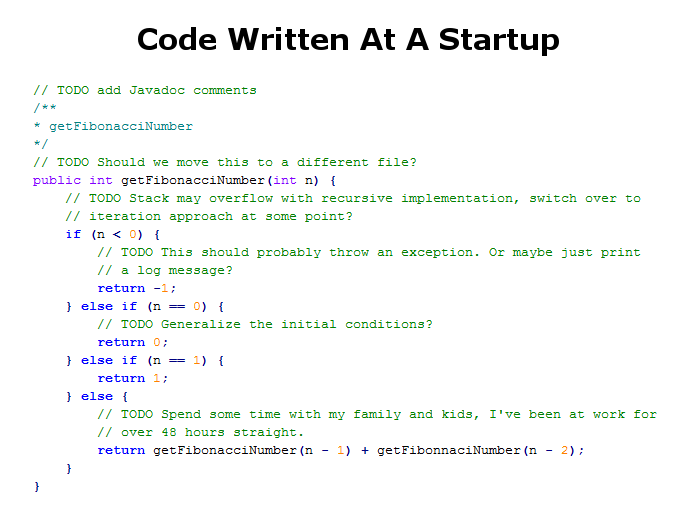 Code Written At A Startup
// TODO add Javadoc comments
/**
* getFibonacciNumber
*/
// TODO Should we move this to a different file?
public int getFibonacciNumber(int n) {
// TODO Stack may overflow with recursive implementation, switch over to
// iteration approach at some point?
if (n < 0) {
// TODO This should probably throw an exception. Or maybe just print
// a log message?
return -1;
} else if (n == 0) {
// TODO Generalize the initial conditions?
return 0;
} else if (n == 1) {
return 1;
} else {
// TODO Spend some time with my family and kids, I've been at work for
// over 48 hours straight.
return getFibonacciNumber(n - 1) + getFibonnaciNumber(n - 2);
}
}